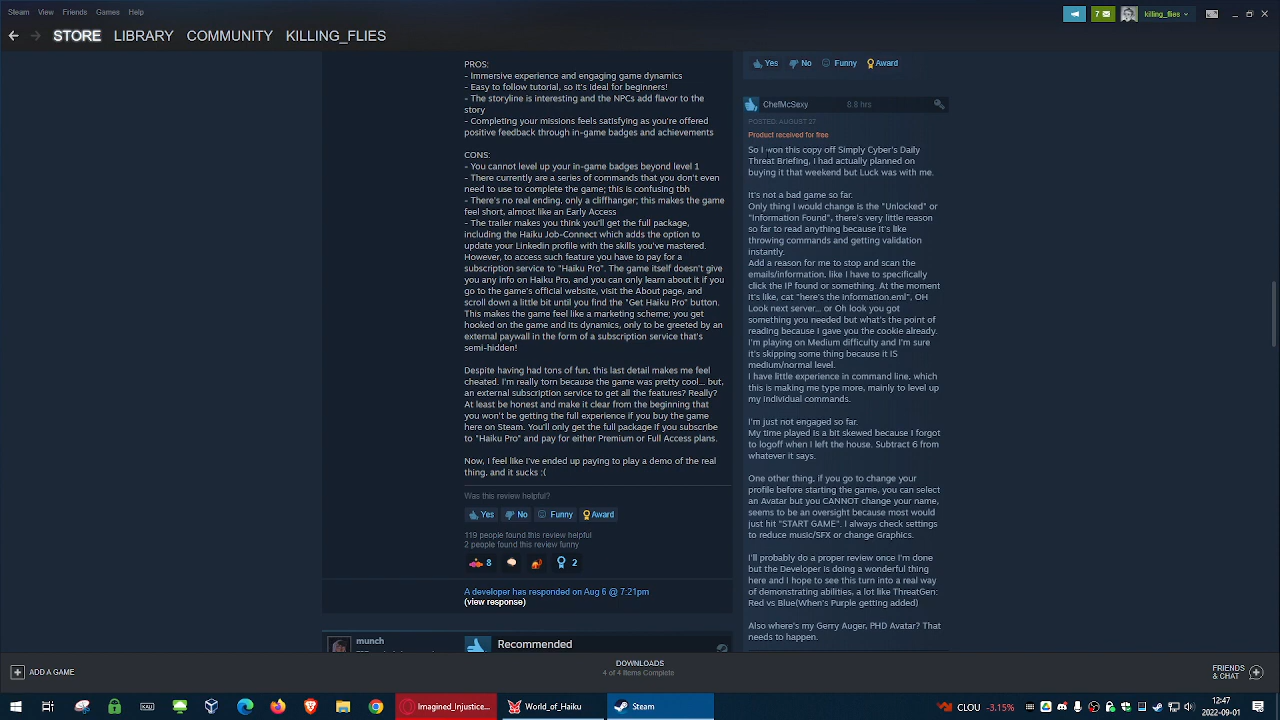 Steam View Friends Games Help
7
killing_flies
STORE LIBRARY COMMUNITY KILLING_FLIES
PROS:
- Immersive experience and engaging game dynamics
- Easy to follow tutorial, so it's ideal for beginners!
- The storyline is interesting and the NPCs add flavor to the
story
- Completing your missions feels satisfying as you're offered
positive feedback through in-game badges and achievements
CONS:
- You cannot level up your in-game badges beyond level 1
- There currently are a series of commands that you don't even
need to use to complete the game; this is confusing tbh
- There's no real ending, only a cliffhanger; this makes the game
feel short, almost like an Early Access
- The trailer makes you think you'll get the full package,
including the Haiku Job-Connect which adds the option to
update your Linkedin profile with the skills you've mastered.
However, to access such feature you have to pay for a
subscription service to "Haiku Pro". The game itself doesn't give
you any info on Haiku Pro, and you can only learn about it if you
go to the game's official website, visit the About page, and
scroll down a little bit until you find the "Get Haiku Pro" button.
This makes the game feel like a marketing scheme; you get
hooked on the game and its dynamics, only to be greeted by an
external paywall in the form of a subscription service that's
semi-hidden!
Despite having had tons of fun, this last detail makes me feel
cheated. I'm really torn because the game was pretty cool... but,
an external subscription service to get all the features? Really?
At least be honest and make it clear from the beginning that
you won't be getting the full experience if you buy the game
here on Steam. You'll only get the full package if you subscribe
to "Haiku Pro" and pay for either Premium or Full Access plans.
Now, I feel like I've ended up paying to play a demo of the real
thing, and it sucks :(
Was this review helpful?
Yes No Funny Award
119 people found this review helpful
2 people found this review funny
8 2
A developer has responded on Aug 6 @ 7:21pm
(view response)
munch
Recommended
Yes No Funny Award
ChefMcSexy 8.8 hrs
POSTED: AUGUST 27
Product received for free
So I won this copy off Simply Cyber's Daily
Threat Briefing, I had actually planned on
buying it that weekend but Luck was with me.
It's not a bad game so far.
Only thing I would change is the "Unlocked" or
"Information Found", there's very little reason
so far to read anything because it's like
throwing commands and getting validation
instantly.
Add a reason for me to stop and scan the
emails/information, like I have to specifically
click the IP found or something. At the moment
it's like, cat "here's the Information.eml", OH
Look next server... or Oh look you got
something you needed but what's the point of
reading because I gave you the cookie already.
I'm playing on Medium difficulty and I'm sure
it's skipping some thing because it IS
medium/normal level.
I have little experience in command line, which
this is making me type more, mainly to level up
my individual commands.
I'm just not engaged so far.
My time played is a bit skewed because I forgot
to logoff when I left the house. Subtract 6 from
whatever it says.
One other thing, if you go to change your
profile before starting the game, you can select
an Avatar but you CANNOT change your name,
seems to be an oversight because most would
just hit "START GAME". I always check settings
to reduce music/SFX or change Graphics.
I'll probably do a proper review once I'm done
but the Developer is doing a wonderful thing
here and I hope to see this turn into a real way
of demonstrating abilities, a lot like ThreatGen:
Red vs Blue(When's Purple getting added)
Also where's my Gerry Auger, PHD Avatar? That
needs to happen.
ADD A GAME
DOWNLOADS
4 of 4 Items Complete
FRIENDS
& CHAT
Imagined_Injustice... World_of_Haiku Steam
CLOU -3.15%
12:47
2022-09-01